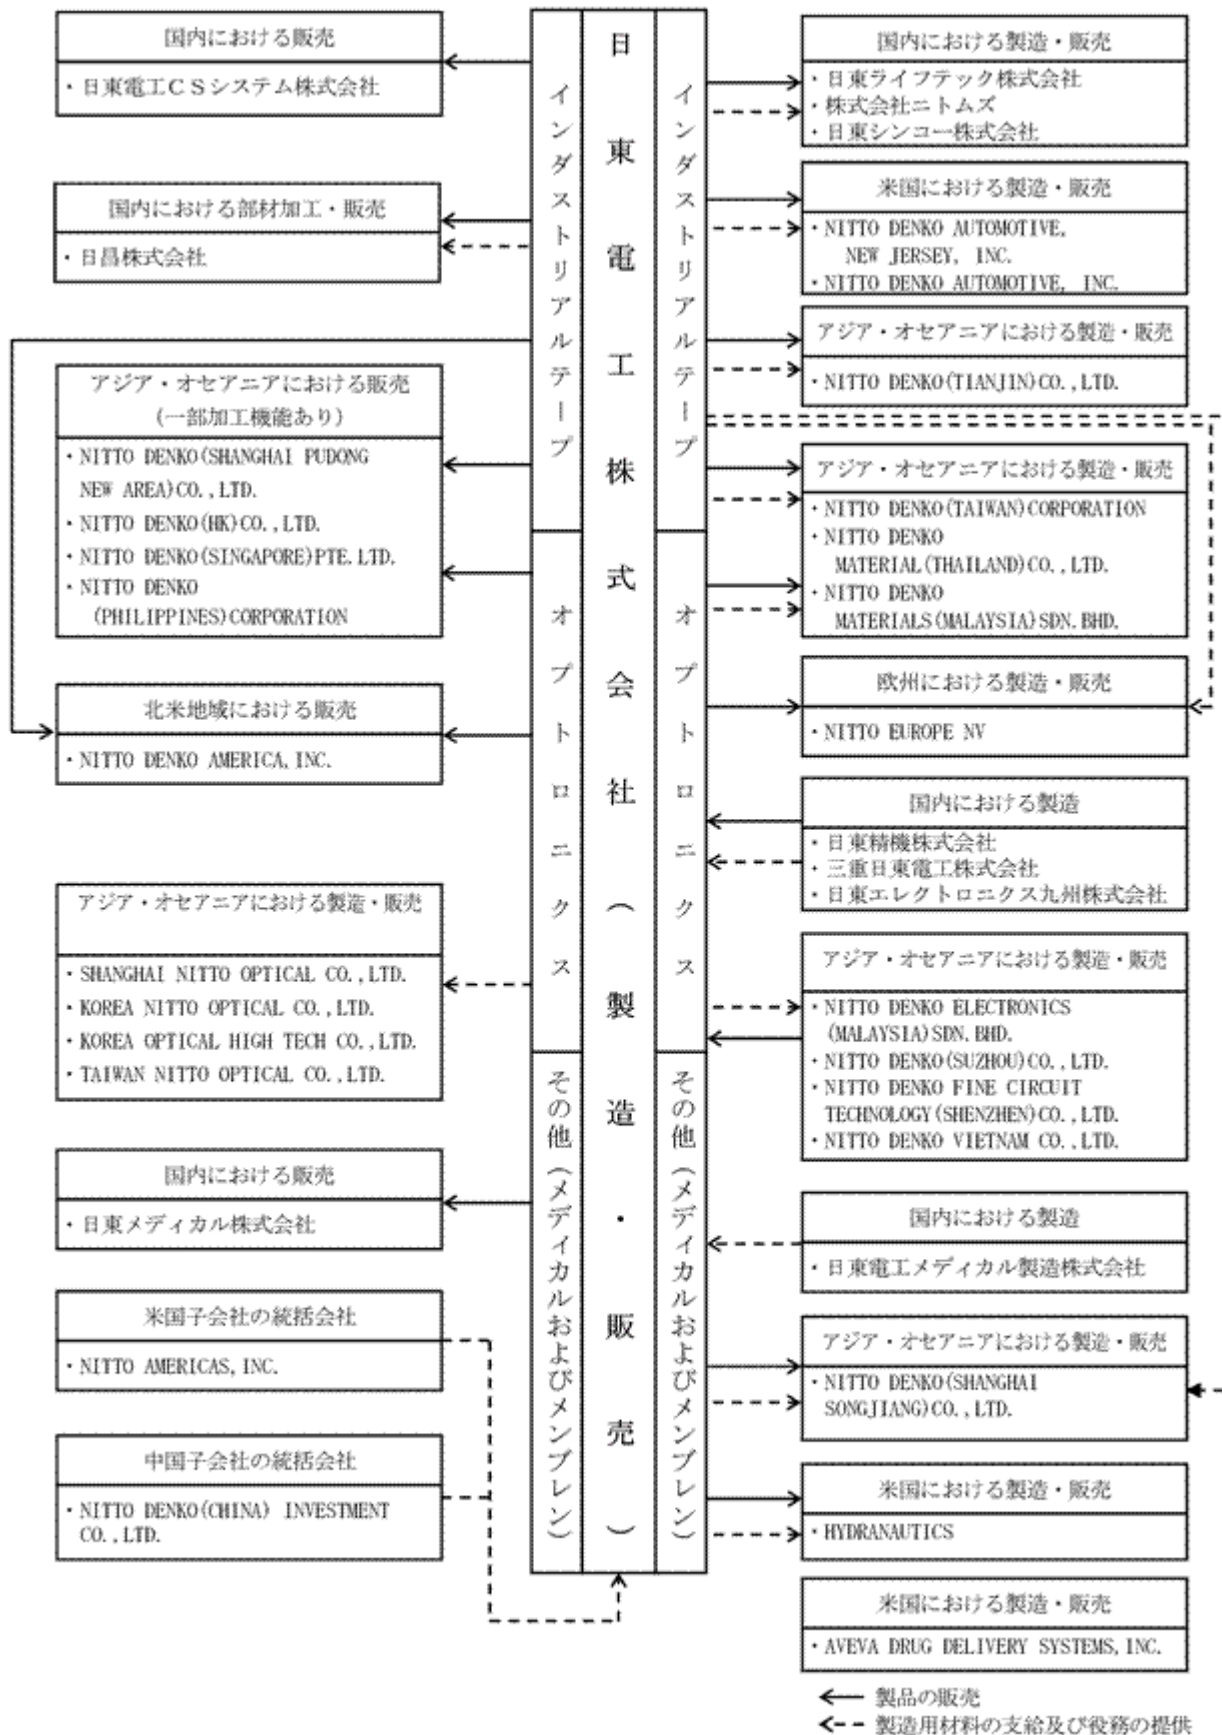 国内における販売
・日東電工CSシステム株式会社
国内における部材加工・販売
・日昌株式会社
アジア・オセアニアにおける販売
(一部加工機能あり)
・NITTO DENKO(SHANGHAI PUDONG
NEW AREA)CO.,LTD.
・NITTO DENKO(HK)CO.,LTD.
・NITTO DENKO(SINGAPORE)PTE.LTD.
・NITTO DENKO
(PHILIPPINES)CORPORATION
北米地域における販売
・NITTO DENKO AMERICA,INC.
アジア・オセアニアにおける製造・販売
・SHANGHAI NITTO OPTICAL CO.,LTD.
・KOREA NITTO OPTICAL CO.,LTD.
・KOREA OPTICAL HIGH TECH CO.,LTD.
・TAIWAN NITTO OPTICAL CO.,LTD.
国内における販売
・日東メディカル株式会社
米国子会社の統括会社
・NITTO AMERICAS,INC.
中国子会社の統括会社
・NITTO DENKO(CHINA) INVESTMENT
CO.,LTD.
インダストリアルテープ
オプトロニクス
その他(メディカルおよびメンブレン)
日東電工株式会社(製造・販売)
インダストリアルテープ
オプトロニクス
その他(メディカルおよびメンブレン)
国内における製造・販売
・日東ライフテック株式会社
・株式会社ニトムズ
・日東シンコー株式会社
米国における製造・販売
・NITTO DENKO AUTOMOTIVE,
NEW JERSEY, INC.
・NITTO DENKO AUTOMOTIVE, INC.
アジア・オセアニアにおける製造・販売
・NITTO DENKO(TIANJIN)CO.,LTD.
アジア・オセアニアにおける製造・販売
・NITTO DENKO(TAIWAN)CORPORATION
・NITTO DENKO
MATERIAL(THAILAND)CO.,LTD.
・NITTO DENKO
MATERIALS(MALAYSIA)SDN.BHD.
欧州における製造・販売
・NITTO EUROPE NV
国内における製造
・日東精機株式会社
・三重日東電工株式会社
・日東エレクトロニクス九州株式会社
アジア・オセアニアにおける製造・販売
・NITTO DENKO ELECTRONICS
(MALAYSIA)SDN.BHD.
・NITTO DENKO(SUZHOU)CO.,LTD.
・NITTO DENKO FINE CIRCUIT
TECHNOLOGY(SHENZHEN)CO.,LTD.
・NITTO DENKO VIETNAM CO.,LTD.
国内における製造
・日東電工メディカル製造株式会社
アジア・オセアニアにおける製造・販売
・NITTO DENKO(SHANGHAI
SONGJIANG)CO.,LTD.
米国における製造・販売
・HYDRANAUTICS
米国における製造・販売
・AVEVA DRUG DELIVERY SYSTEMS,INC.
製品の販売
製造用材料の支給及び役務の提供